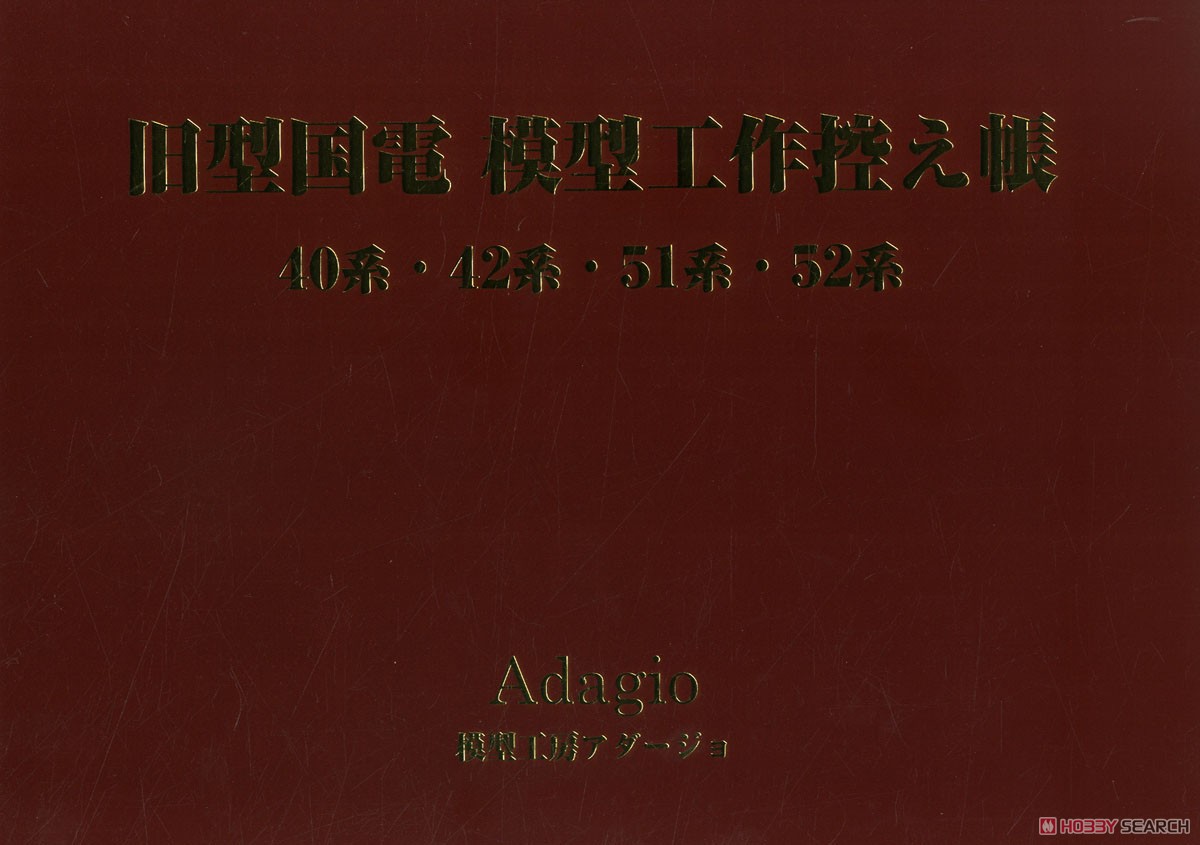 旧型国電 模型工作控え帳
40系・42系・51系・52系
Adagio
模型工房アダージョ
HOBBY SEARCH